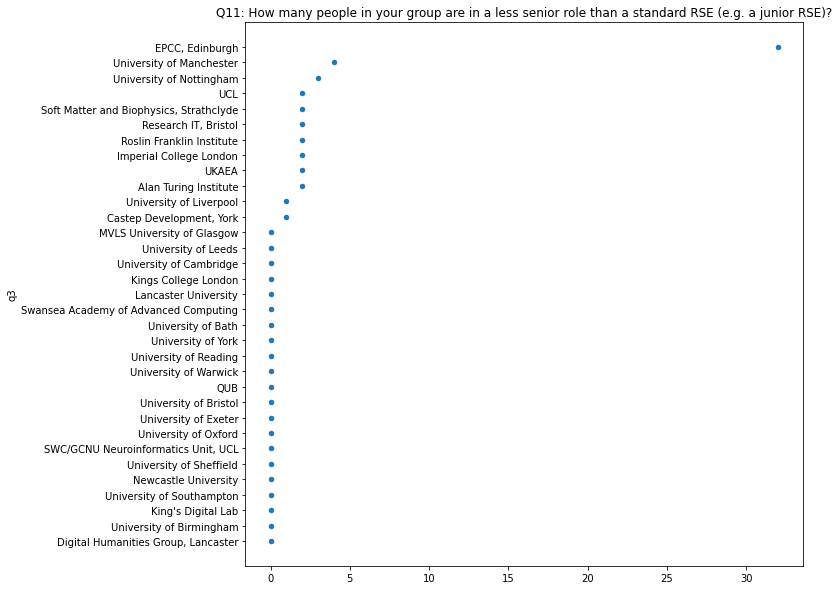 Q11: How many people in your group are in a less senior role than a standard RSE (e.g. a junior RSE)?
EPCC, Edinburgh
University of Manchester
University of Nottingham
UCL
Soft Matter and Biophysics, Strathclyde
Research IT, Bristol
Roslin Franklin Institute
Imperial College London
UKAEA
Alan Turing Institute
University of Liverpool
Castep Development, York
MVLS University of Glasgow
University of Leeds
University of Cambridge
Kings College London
Lancaster University
Swansea Academy of Advanced Computing
University of Bath
University of York
University of Reading
University of Warwick
QUB
University of Bristol
University of Exeter
University of Oxford
SWC/GCNU Neuroinformatics Unit, UCL
University of Sheffield
Newcastle University
University of Southampton
King's Digital Lab
University of Birmingham
Digital Humanities Group, Lancaster
q3
0 5 10 15 20 25 30